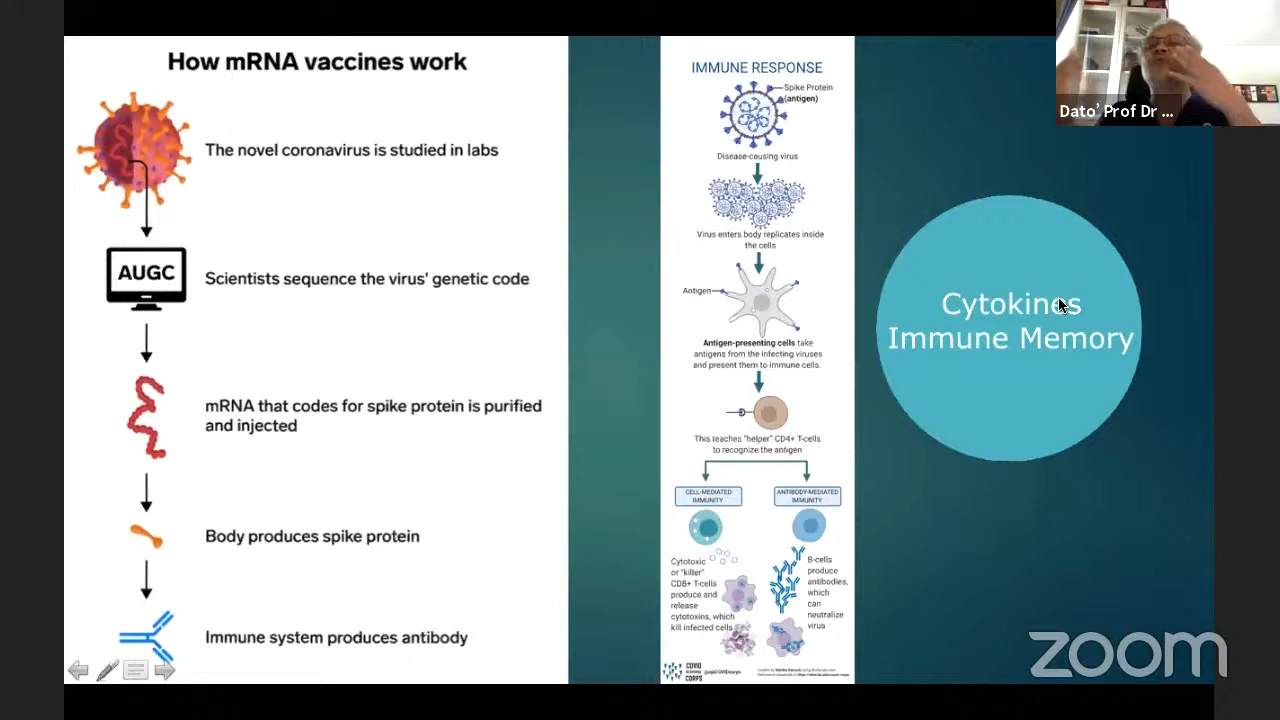 How mRNA vaccines work
The novel coronavirus is studied in labs
AUGC
Scientists sequence the virus' genetic code
mRNA that codes for spike protein is purified
and injected
Body produces spike protein
Immune system produces antibody
IMMUNE RESPONSE
Spike Protein
(antigen)
Disease-causing virus
Virus enters body replicates inside
the cells
Antigen
Antigen-presenting cells take
antigens from the infecting viruses
and present them to immune cells.
This teaches "helper" CD4+ T-cells
to recognize the antigen
CELL-MEDIATED
IMMUNITY
ANTIBODY-MEDIATED
IMMUNITY
Cytotoxic
or "killer"
CD8+ T-cells
produce and
release
cytotoxins, which
kill infected cells
B-cells
produce
antibodies,
which
can
neutralize
virus
COVID
RESPONSE
CORPS
Cytokines
Immune Memory
Dato' Prof Dr ...
zoom